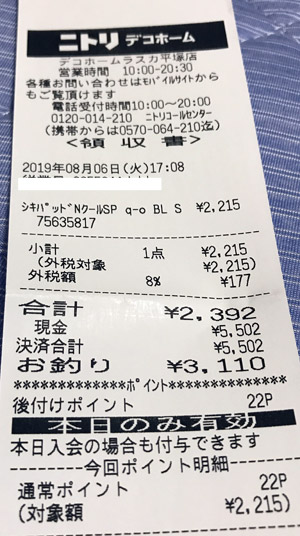 ニトリ デコホーム
デコホームラスカ平塚店
営業時間 10:00-20:30
各種お問い合わせはモバイルサイトから
もご覧頂けます
電話受付時間10:00~20:00
0120-014-210 ニトリコールセンター
(携帯からは0570-064-210迄)
<領収書>
2019年08月06日(火)17:08
シキパッドNクールSP q-o BL S ¥2,215
75635817
小計 1点 ¥2,215
(外税対象 ¥2,215)
外税額 8% ¥177
合計 ¥2,392
現金 ¥5,502
決済合計 ¥5,502
お釣り ¥3,110
*************ポイント**************
後付けポイント 22P
本日のみ有効
本日入会の場合も付与できます
----------今回ポイント明細----------
通常ポイント 22P
(対象額 ¥2,215)